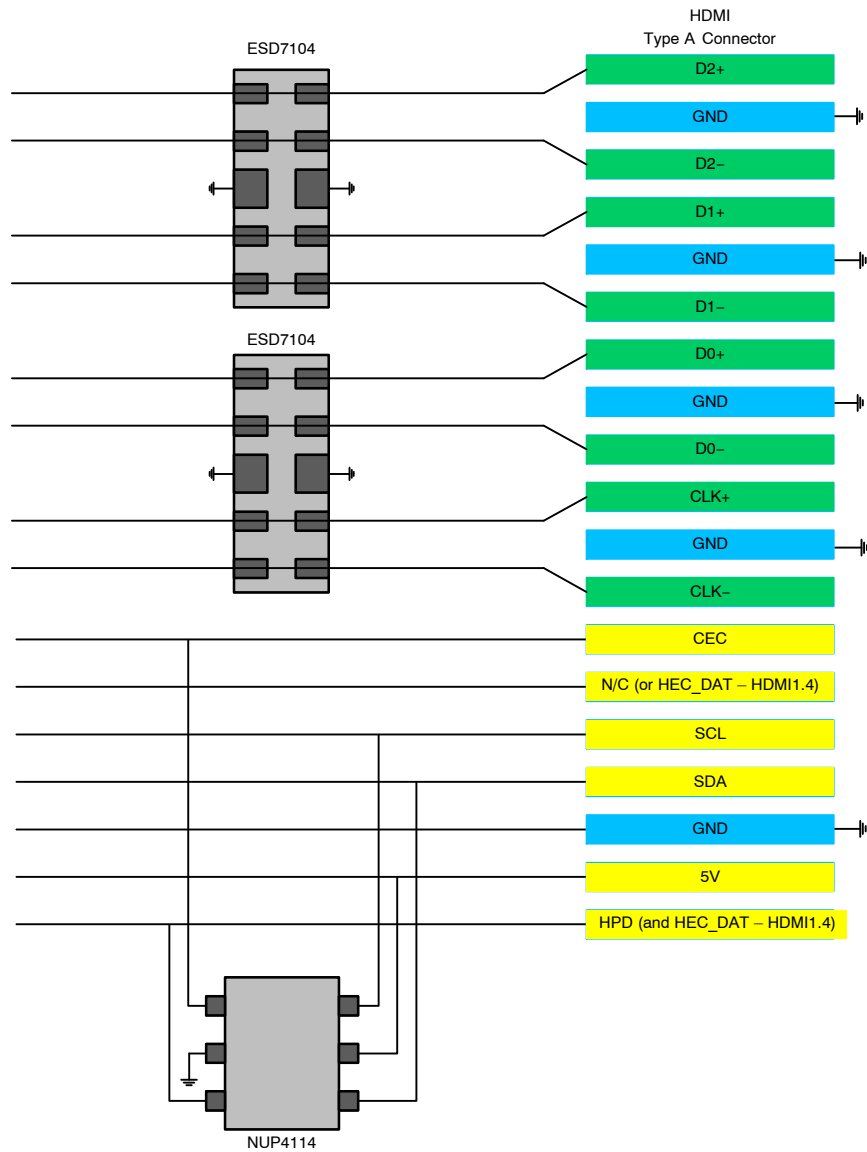 HDMI
Type A Connector
ESD7104
D2+
GND
D2−
D1+
GND
D1−
ESD7104
D0+
GND
D0−
CLK+
GND
CLK−
CEC
N/C (or HEC_DAT – HDMI1.4)
SCL
SDA
GND
5V
HPD (and HEC_DAT – HDMI1.4)
NUP4114